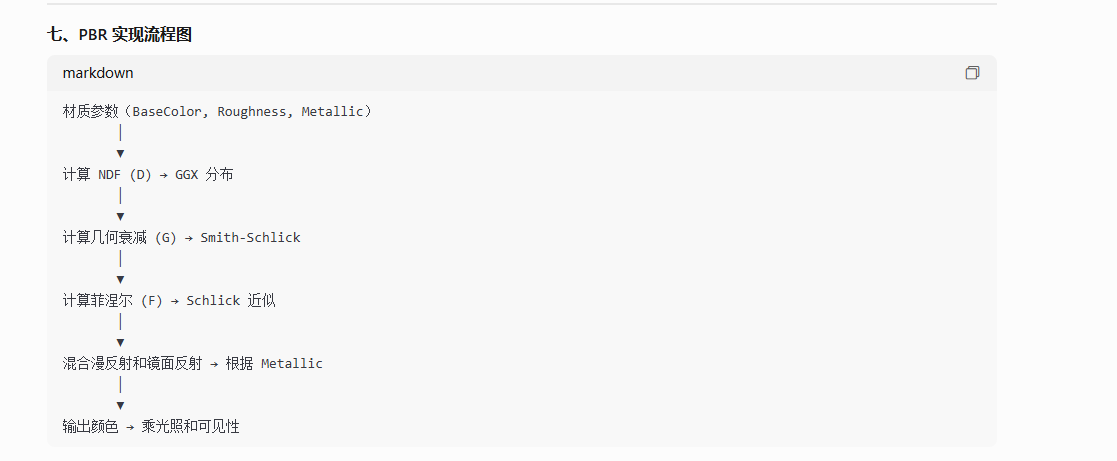 七、PBR 实现流程图
markdown
材质参数（BaseColor, Roughness, Metallic）
│
▼
计算 NDF (D) → GGX 分布
│
▼
计算几何衰减 (G) → Smith-Schlick
│
▼
计算菲涅尔 (F) → Schlick 近似
│
▼
混合漫反射和镜面反射 → 根据 Metallic
│
▼
输出颜色 → 乘光照和可见性